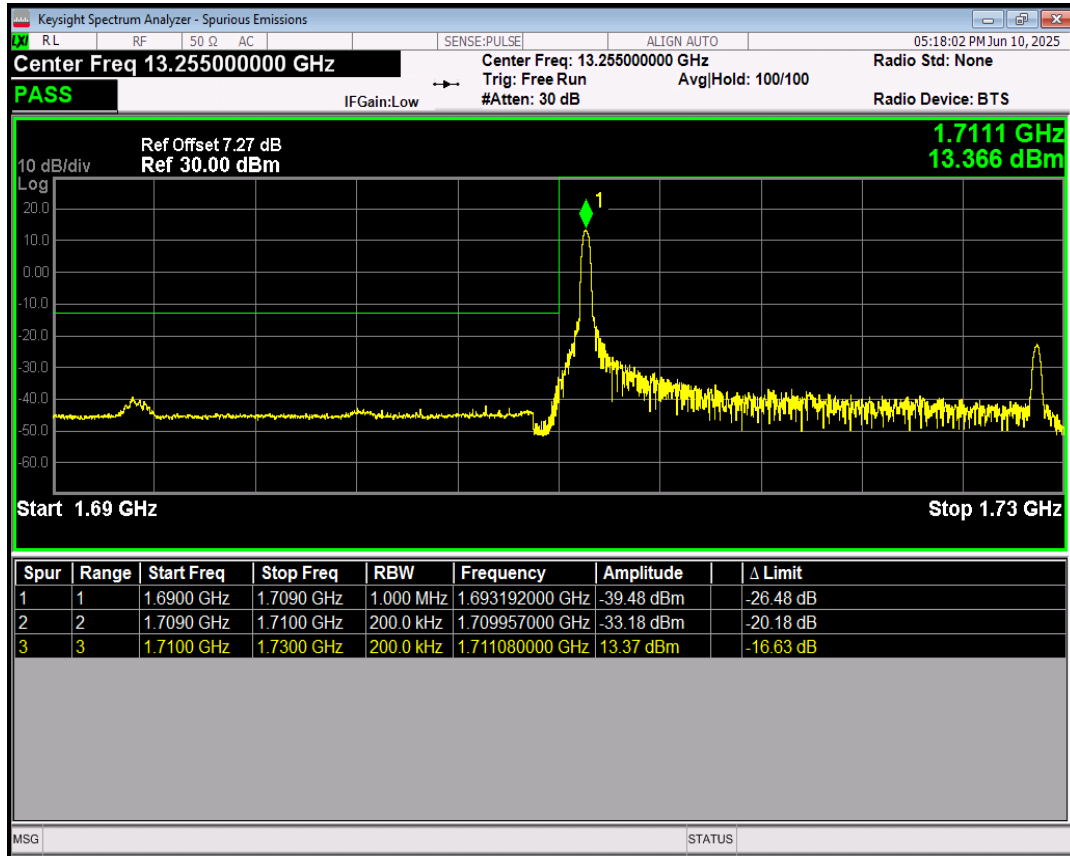 Keysight Spectrum Analyzer - Spurious Emissions
LXI RL RF 50 Ω AC SENSE:PULSE ALIGN AUTO 05:18:02 PM Jun 10, 2025
Center Freq 13.255000000 GHz Center Freq: 13.255000000 GHz Radio Std: None
Trig: Free Run Avg|Hold: 100/100
PASS IFGain:Low #Atten: 30 dB Radio Device: BTS
1.7111 GHz
Ref Offset 7.27 dB
13.366 dBm
10 dB/div Ref 30.00 dBm
Log
1
20.0
10.0
0.00
-10.0
-20.0
-30.0
-40.0
-50.0
-60.0
Start 1.69 GHz Stop 1.73 GHz
Spur Range Start Freq Stop Freq RBW Frequency Amplitude Δ Limit
1 1 1.6900 GHz 1.7090 GHz 1.000 MHz 1.693192000 GHz -39.48 dBm -26.48 dB
2 2 1.7090 GHz 1.7100 GHz 200.0 kHz 1.709957000 GHz -33.18 dBm -20.18 dB
3 3 1.7100 GHz 1.7300 GHz 200.0 kHz 1.711080000 GHz 13.37 dBm -16.63 dB
MSG STATUS